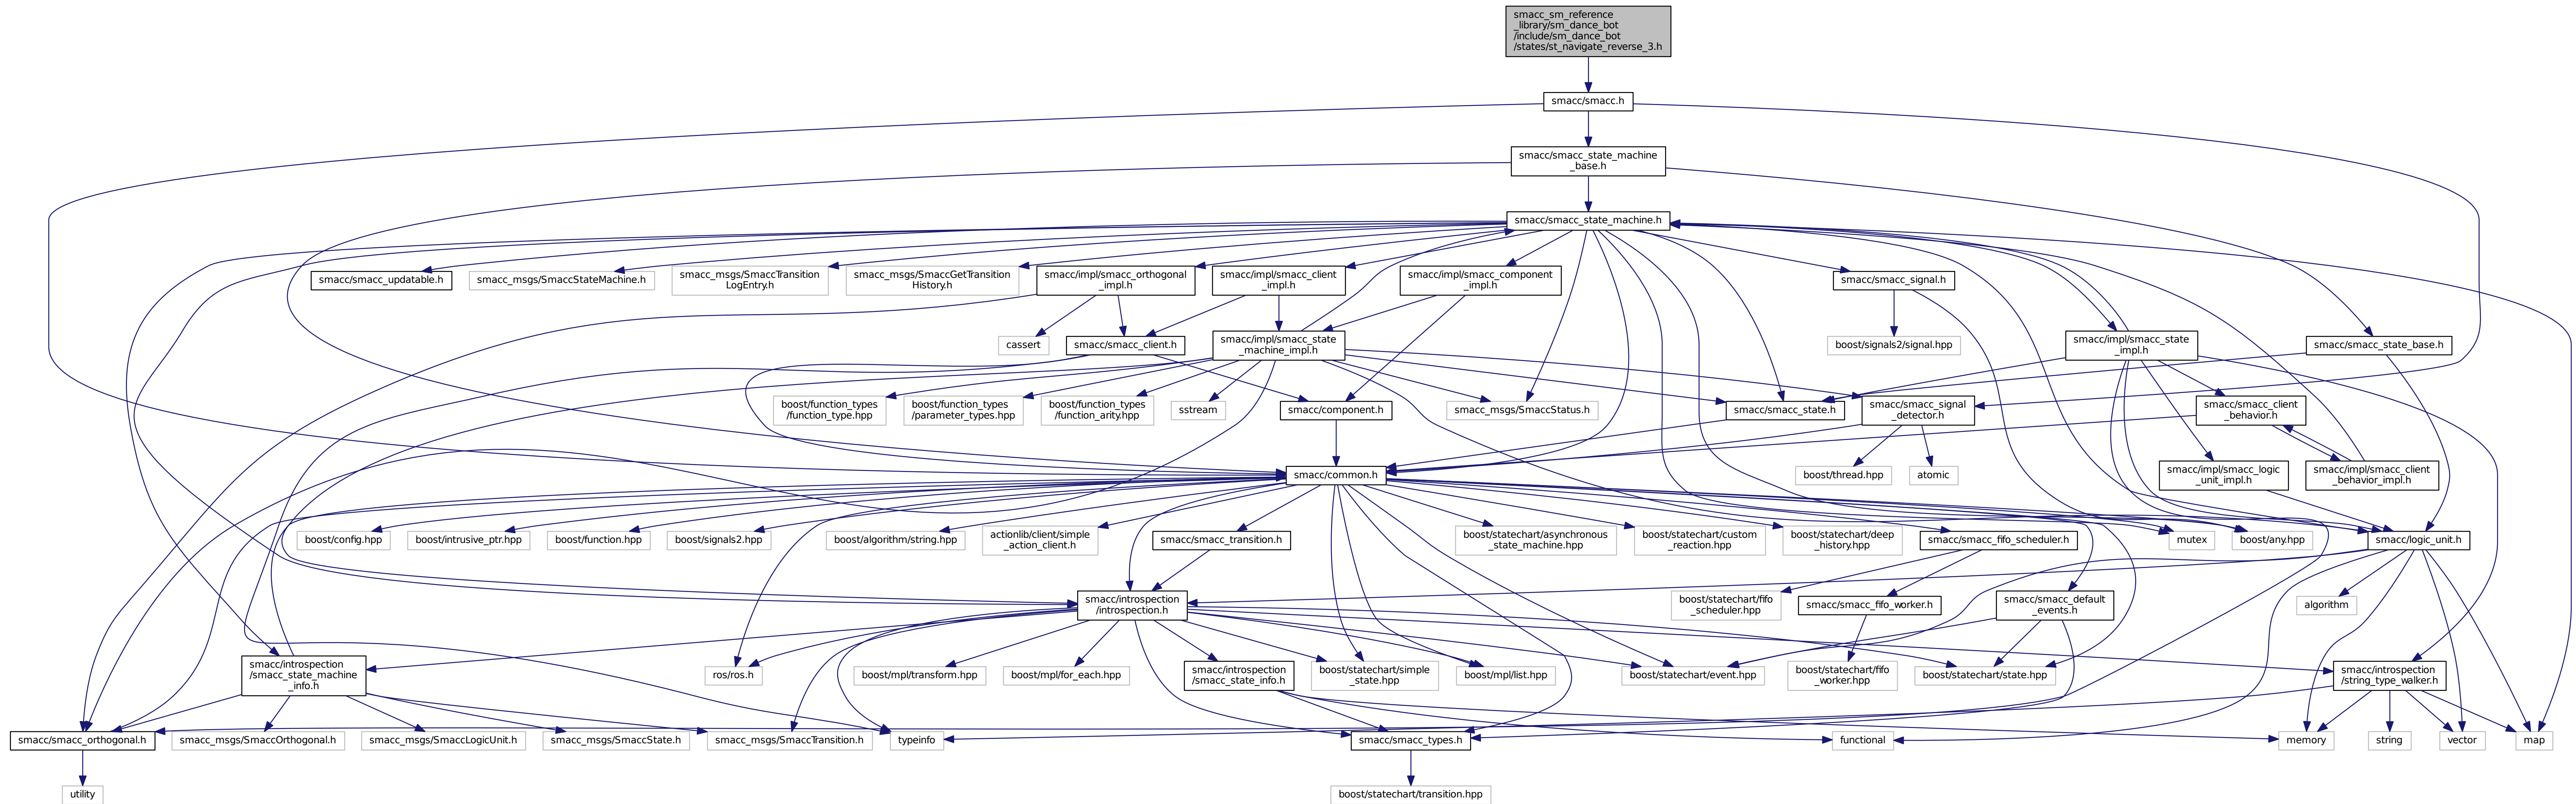 smacc_sm_reference
_library/sm_dance_bot
/include/sm_dance_bot
/states/st_navigate_reverse_3.h
smacc/smacc.h
smacc/smacc_state_machine
_base.h
smacc/smacc_state_machine.h
smacc/smacc_updatable.h
smacc_msgs/SmaccStateMachine.h
smacc_msgs/SmaccTransition
LogEntry.h
smacc_msgs/SmaccGetTransition
History.h
smacc/impl/smacc_orthogonal
_impl.h
smacc/impl/smacc_client
_impl.h
smacc/impl/smacc_component
_impl.h
smacc/smacc_signal.h
cassert
smacc/smacc_client.h
smacc/impl/smacc_state
_machine_impl.h
boost/signals2/signal.hpp
smacc/impl/smacc_state
_impl.h
smacc/smacc_state_base.h
boost/function_types
/function_type.hpp
boost/function_types
/parameter_types.hpp
boost/function_types
/function_arity.hpp
sstream
smacc/component.h
smacc_msgs/SmaccStatus.h
smacc/smacc_state.h
smacc/smacc_signal
_detector.h
smacc/smacc_client
_behavior.h
smacc/common.h
boost/thread.hpp
atomic
smacc/impl/smacc_logic
_unit_impl.h
smacc/impl/smacc_client
_behavior_impl.h
boost/config.hpp
boost/intrusive_ptr.hpp
boost/function.hpp
boost/signals2.hpp
boost/algorithm/string.hpp
actionlib/client/simple
_action_client.h
smacc/smacc_transition.h
boost/statechart/asynchronous
_state_machine.hpp
boost/statechart/custom
_reaction.hpp
boost/statechart/deep
_history.hpp
smacc/smacc_fifo_scheduler.h
mutex
boost/any.hpp
smacc/logic_unit.h
smacc/introspection
/introspection.h
boost/statechart/fifo
_scheduler.hpp
smacc/smacc_fifo_worker.h
smacc/smacc_default
_events.h
algorithm
smacc/introspection
/smacc_state_machine
_info.h
ros/ros.h
boost/mpl/transform.hpp
boost/mpl/for_each.hpp
smacc/introspection
/smacc_state_info.h
boost/statechart/simple
_state.hpp
boost/mpl/list.hpp
boost/statechart/event.hpp
boost/statechart/fifo
_worker.hpp
boost/statechart/state.hpp
smacc/introspection
/string_type_walker.h
smacc/smacc_orthogonal.h
smacc_msgs/SmaccOrthogonal.h
smacc_msgs/SmaccLogicUnit.h
smacc_msgs/SmaccState.h
smacc_msgs/SmaccTransition.h
typeinfo
smacc/smacc_types.h
functional
memory
string
vector
map
utility
boost/statechart/transition.hpp